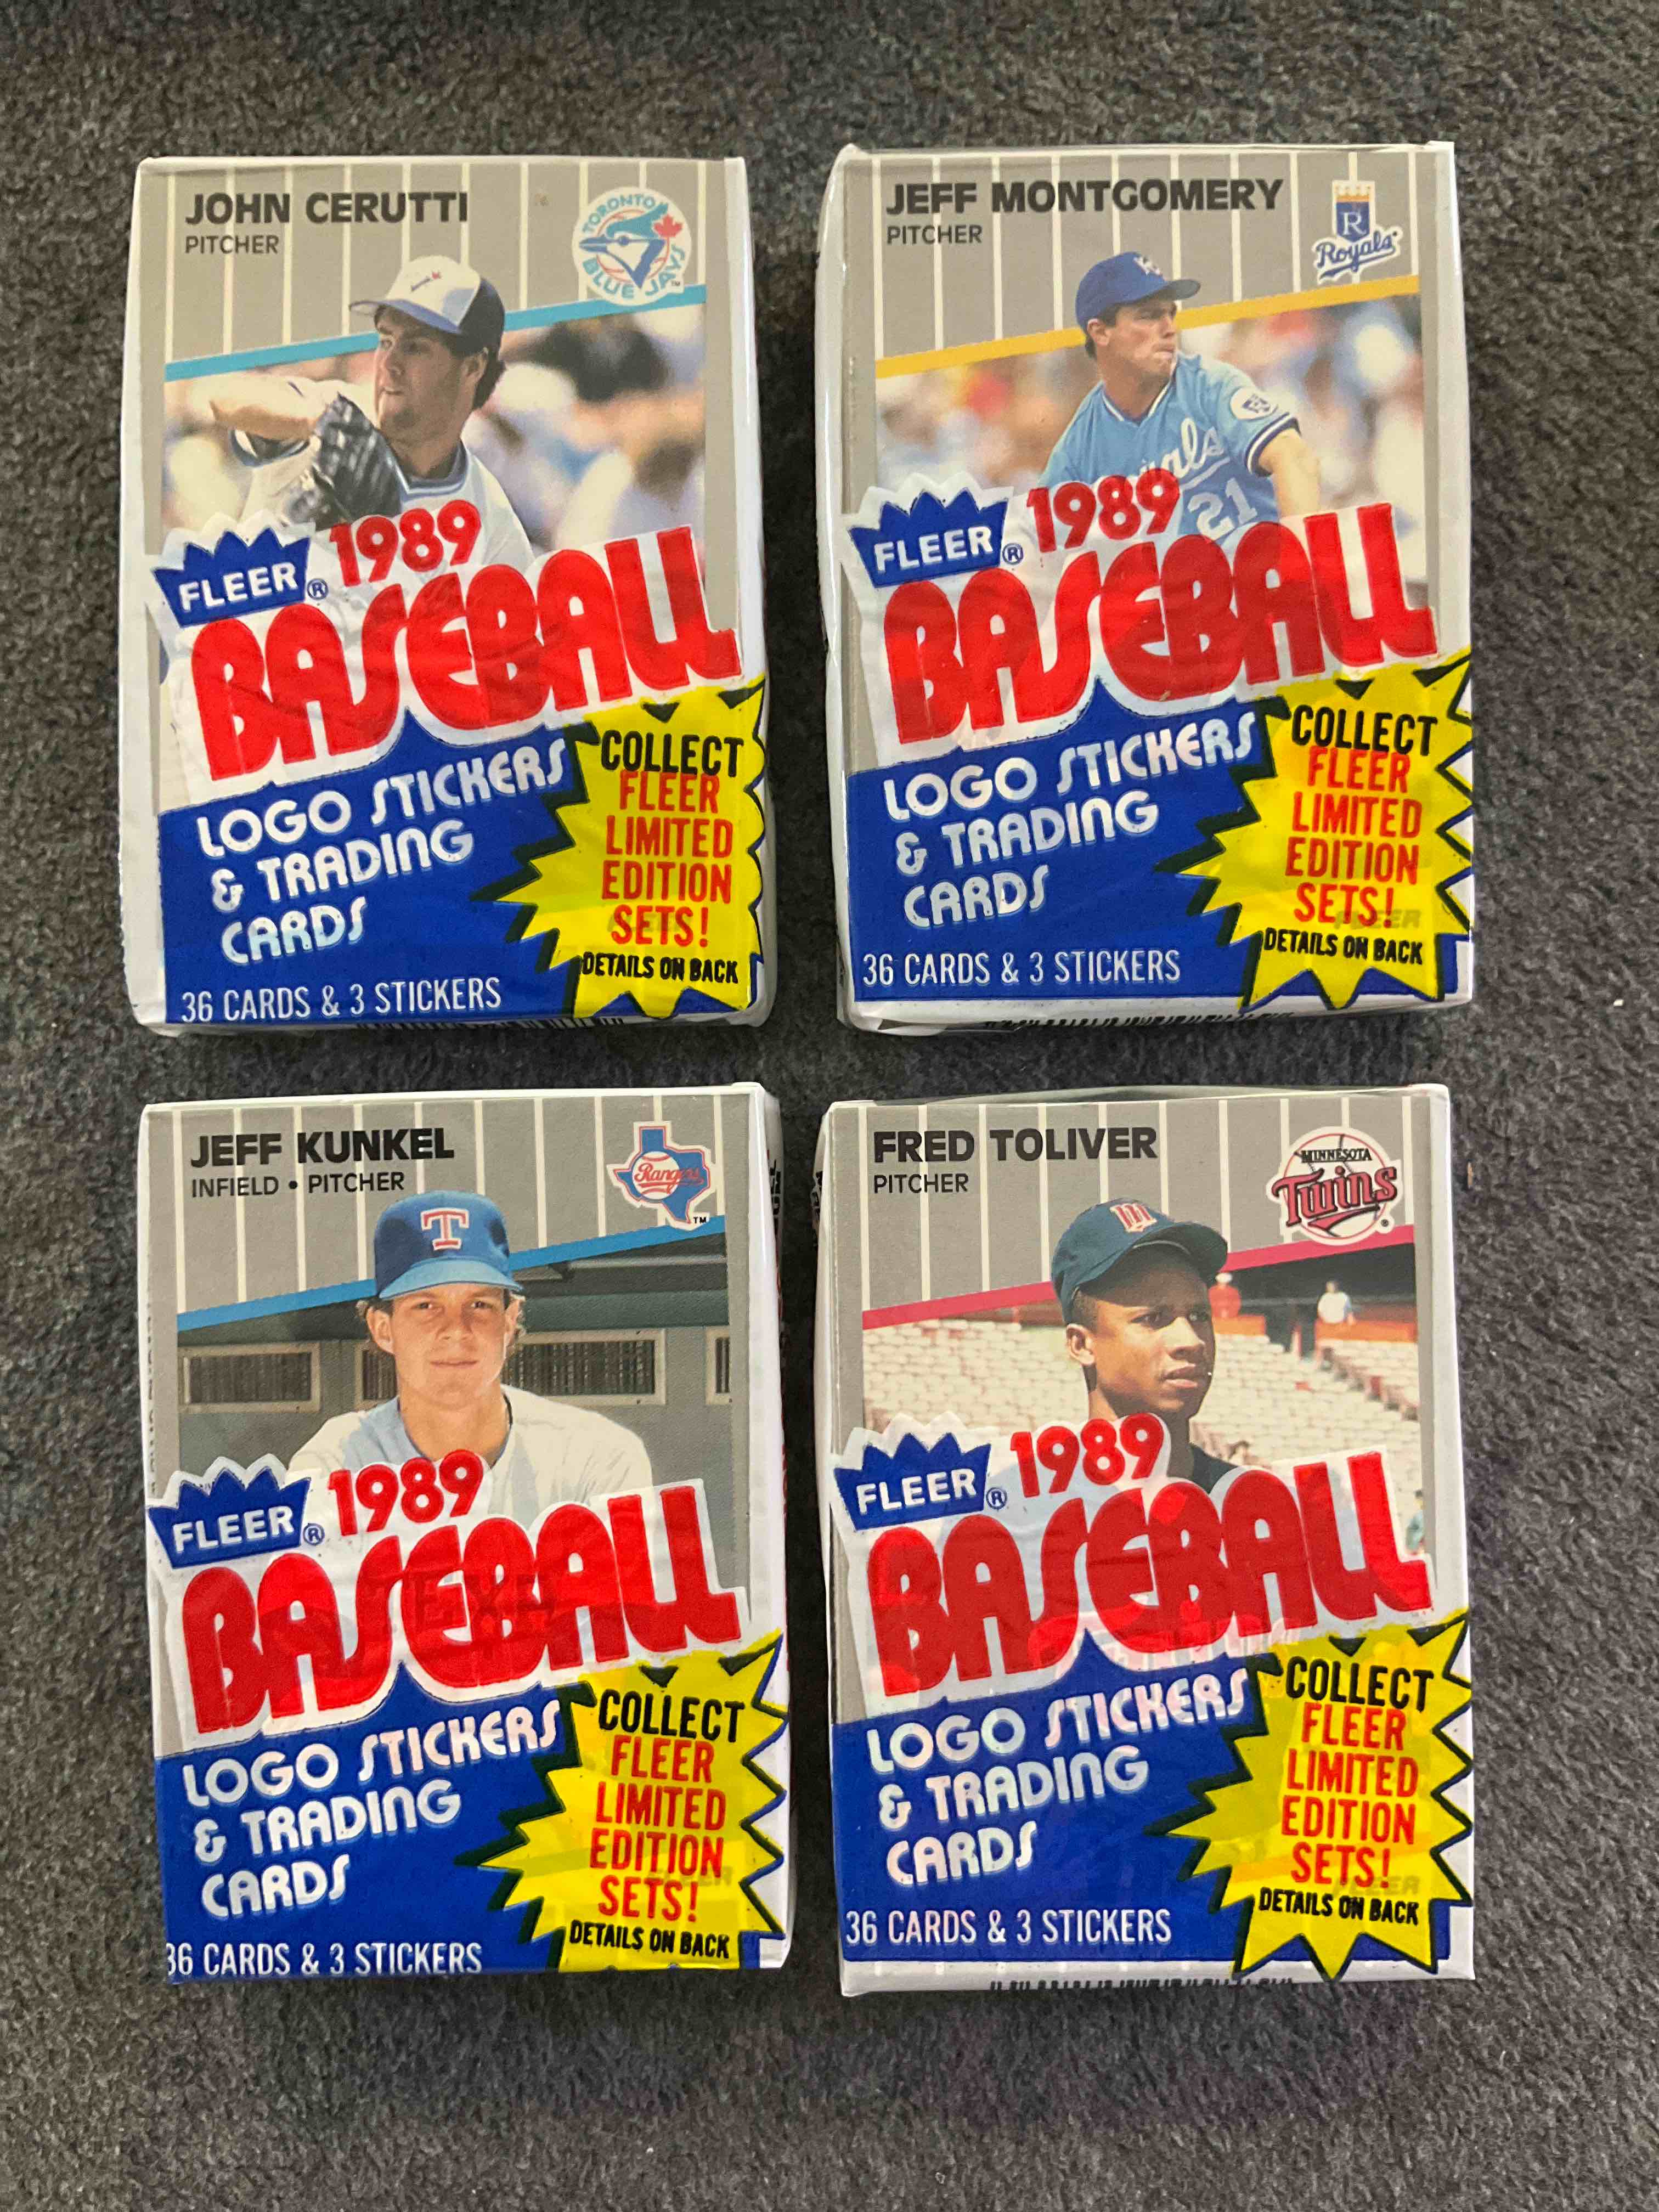 JOHN CERUTTI
PITCHER
TORONTO
BLUE JAYS
™
FLEER® 1989
BASEBALL
LOGO STICKERS
& TRADING
CARDS
36 CARDS & 3 STICKERS
COLLECT
FLEER
LIMITED
EDITION
SETS!
DETAILS ON BACK
JEFF MONTGOMERY
PITCHER
R
Royals
21
FLEER® 1989
BASEBALL
LOGO STICKERS
& TRADING
CARDS
36 CARDS & 3 STICKERS
COLLECT
FLEER
LIMITED
EDITION
SETS!
FLEER
DETAILS ON BACK
JEFF KUNKEL
INFIELD • PITCHER
Rangers
™
T
FLEER® 1989
BASEBALL
LOGO STICKERS
& TRADING
CARDS
36 CARDS & 3 STICKERS
COLLECT
FLEER
LIMITED
EDITION
SETS!
DETAILS ON BACK
FRED TOLIVER
PITCHER
MINNESOTA
Twins
®
M
FLEER® 1989
BASEBALL
LOGO STICKERS
& TRADING
CARDS
36 CARDS & 3 STICKERS
COLLECT
FLEER
LIMITED
EDITION
SETS!
FLEER
DETAILS ON BACK